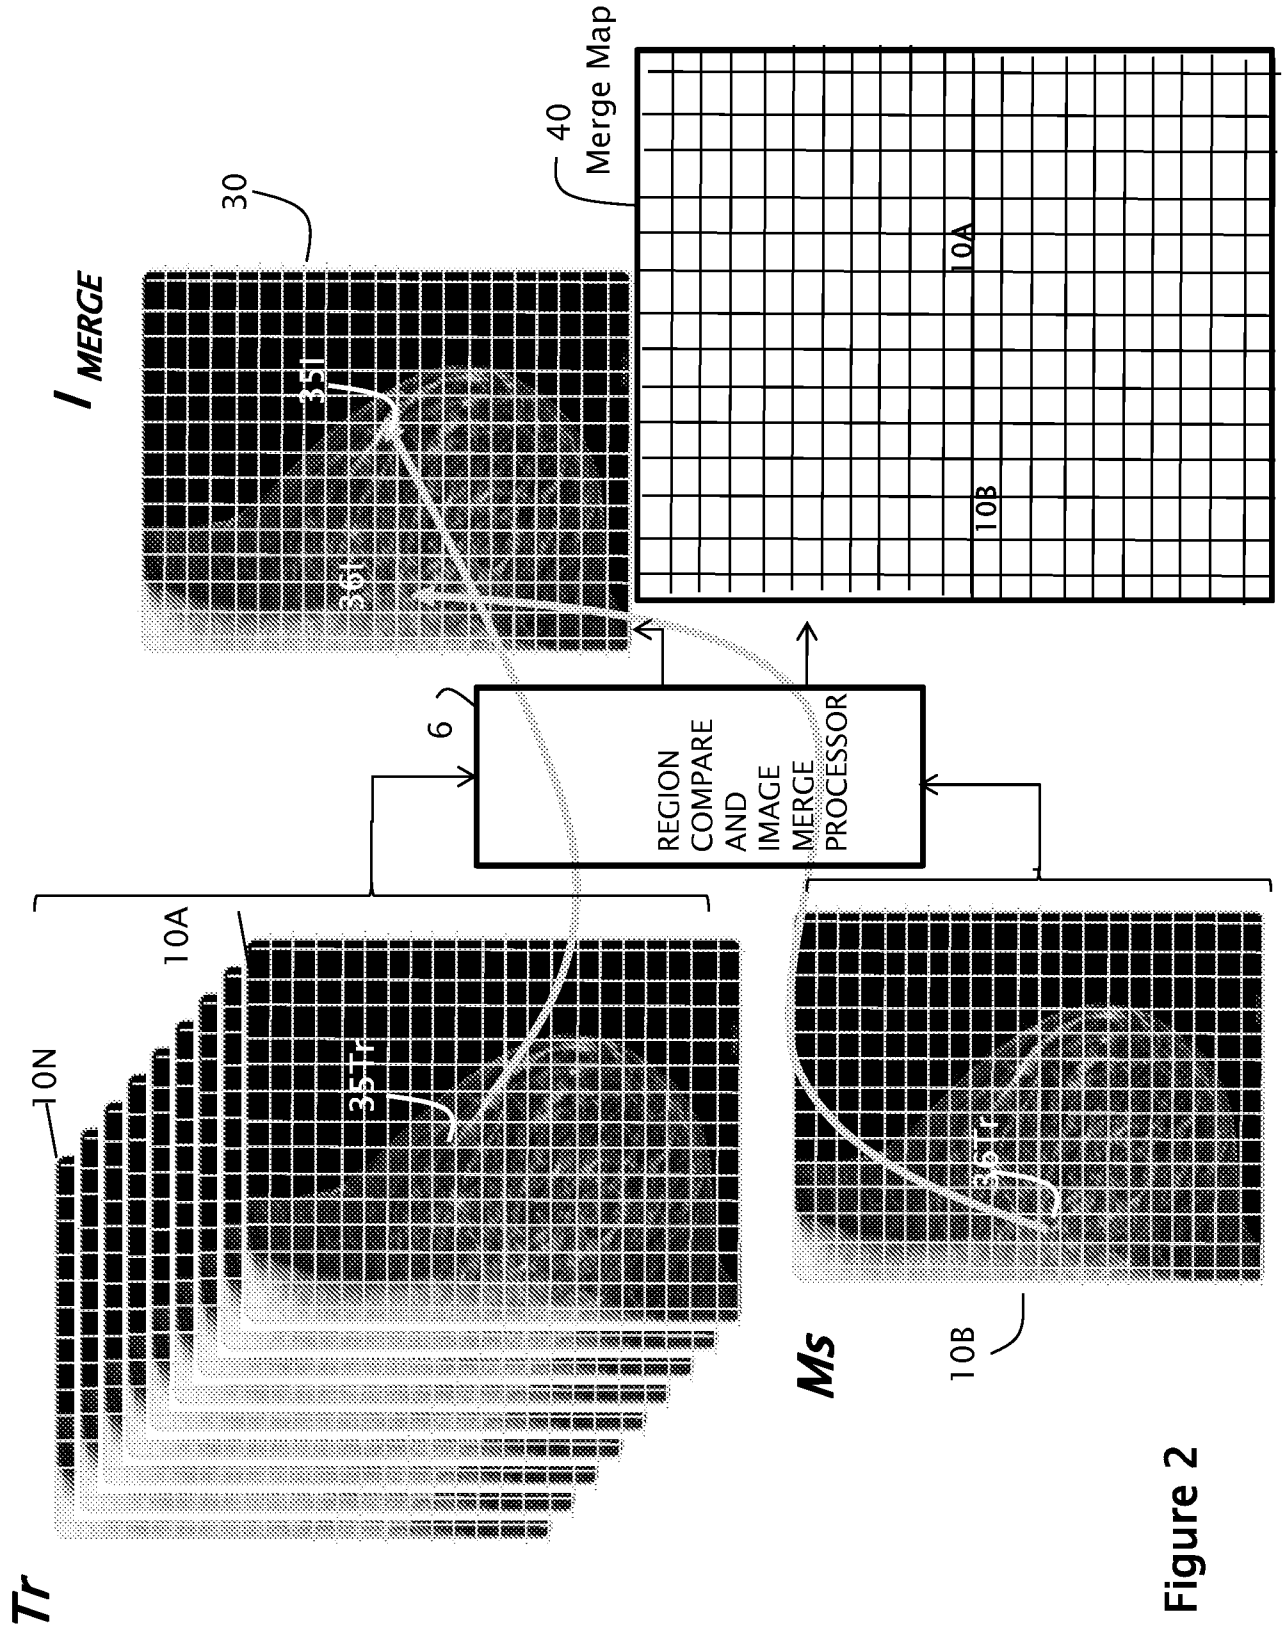 Tr
10N
10A
35Tr
6
REGION
COMPARE
AND
IMAGE
MERGE
PROCESSOR
I MERGE
30
35I
36I
40
Merge Map
10A
10B
Ms
36Tr
10B
Figure 2